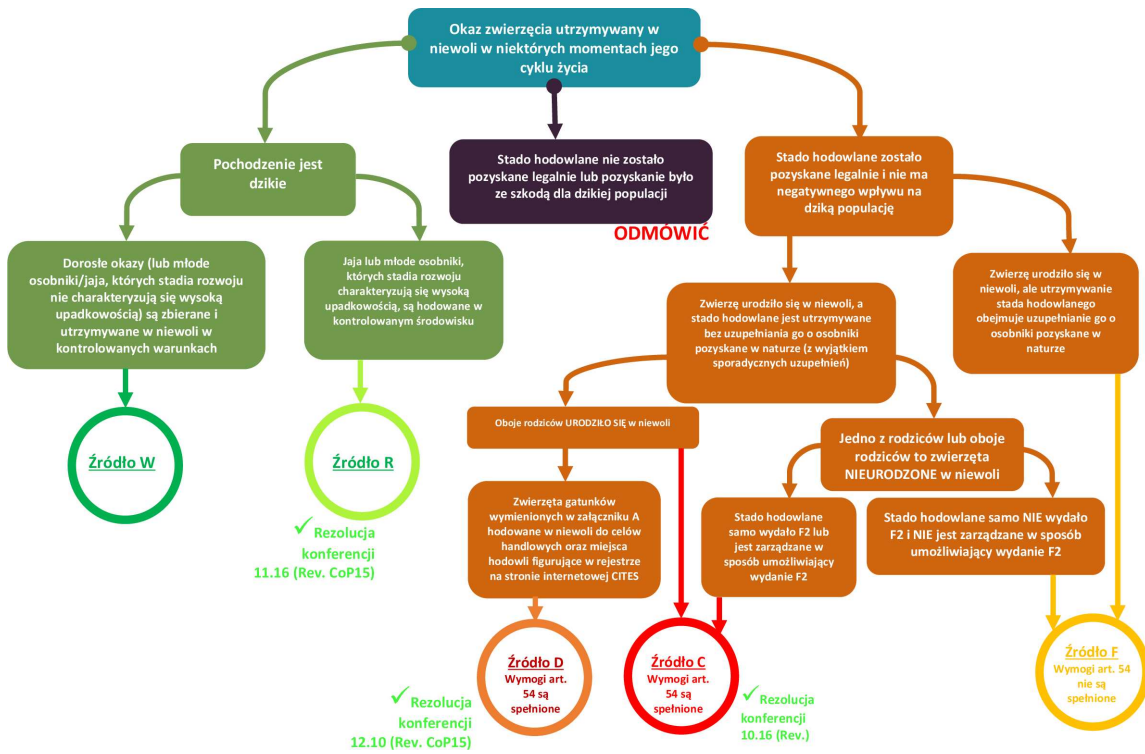 Okaz zwierzęcia utrzymywany w
niewoli w niektórych momentach jego
cyklu życia
Pochodzenie jest
dzikie
Stado hodowlane nie zostało
pozyskane legalnie lub pozyskanie było
ze szkodą dla dzikiej populacji
ODMÓWIĆ
Stado hodowlane zostało
pozyskane legalnie i nie ma
negatywnego wpływu na
dziką populację
Dorosłe okazy (lub młode
osobniki/jaja, których stadia rozwoju
nie charakteryzują się wysoką
upadkowością) są zbierane i
utrzymywane w niewoli w
kontrolowanych warunkach
Jaja lub młode osobniki,
których stadia rozwoju
charakteryzują się wysoką
upadkowością, są hodowane w
kontrolowanym środowisku
Zwierzę urodziło się w niewoli, a
stado hodowlane jest utrzymywane
bez uzupełniania go o osobniki
pozyskane w naturze (z wyjątkiem
sporadycznych uzupełnień)
Zwierzę urodziło się w
niewoli, ale utrzymywanie
stada hodowlanego
obejmuje uzupełnianie go o
osobniki pozyskane w
naturze
Oboje rodziców URODZIŁO SIĘ w niewoli
Jedno z rodziców lub oboje
rodziców to zwierzęta
NIEURODZONE w niewoli
Zwierzęta gatunków
wymienionych w załączniku A
hodowane w niewoli do celów
handlowych oraz miejsca
hodowli figurujące w rejestrze
na stronie internetowej CITES
Stado hodowlane
samo wydało F2 lub
jest zarządzane w
sposób umożliwiający
wydanie F2
Stado hodowlane samo NIE wydało
F2 i NIE jest zarządzane w sposób
umożliwiający wydanie F2
Źródło W
Źródło R
✓ Rezolucja
konferencji
11.16 (Rev. CoP15)
Źródło D
Wymogi art.
54 są
spełnione
✓ Rezolucja
konferencji
12.10 (Rev. CoP15)
Źródło C
Wymogi art.
54 są
spełnione
✓ Rezolucja
konferencji
10.16 (Rev.)
Źródło F
Wymogi art. 54
nie są
spełnione